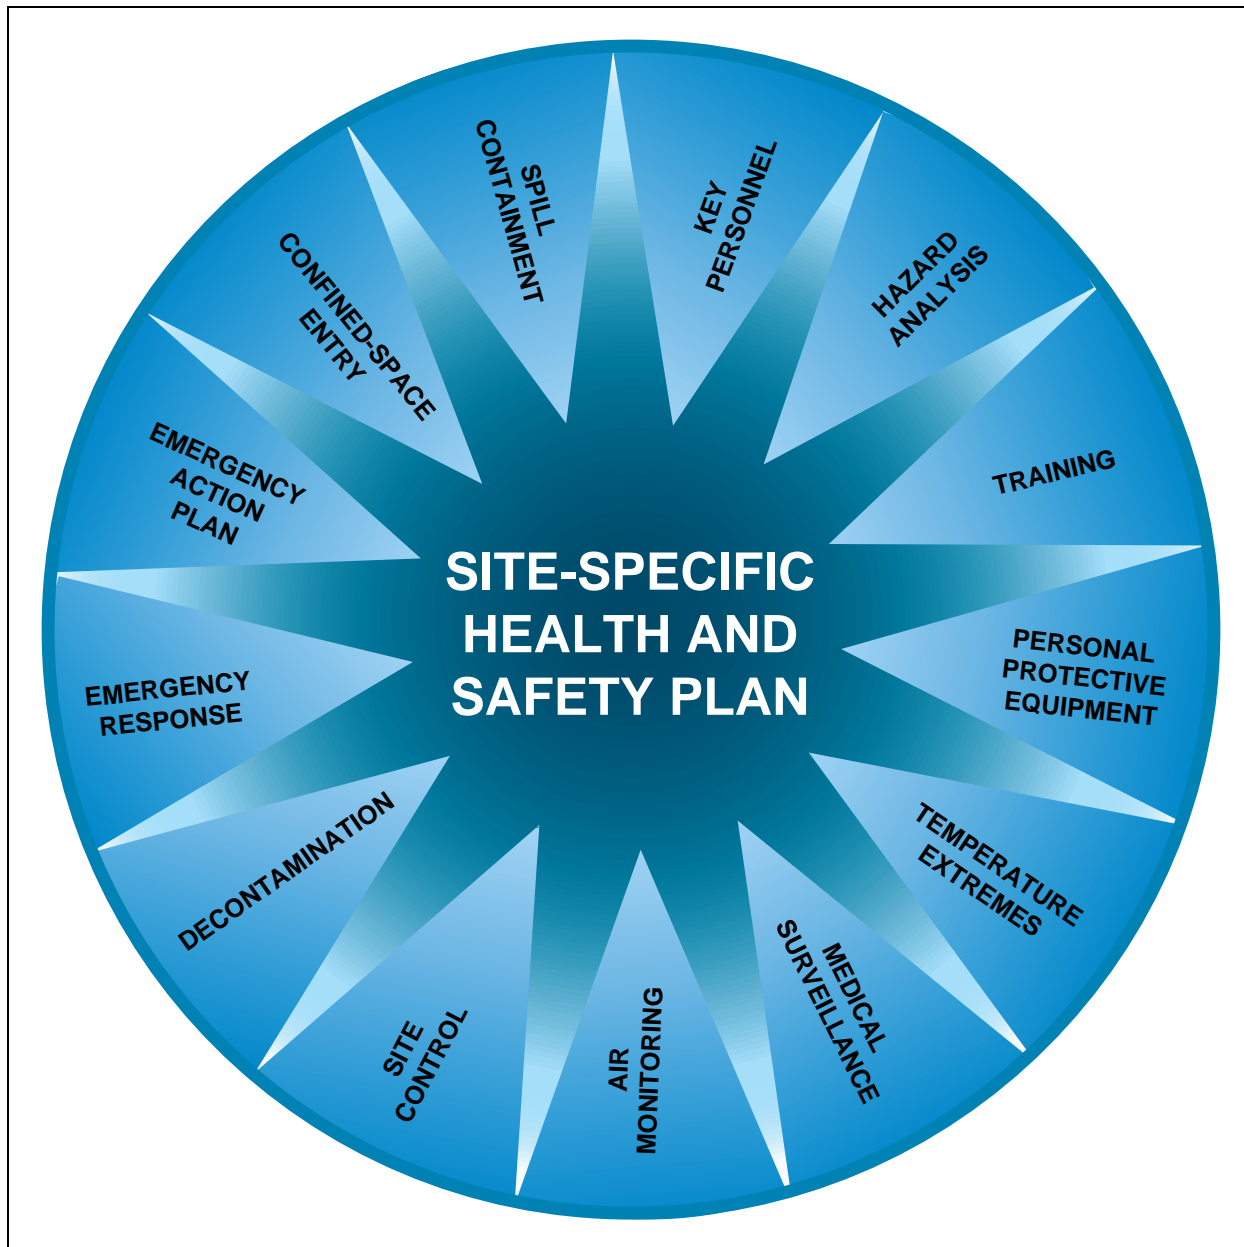 SITE-SPECIFIC
HEALTH AND
SAFETY PLAN
KEY
PERSONNEL
HAZARD
ANALYSIS
TRAINING
PERSONAL
PROTECTIVE
EQUIPMENT
TEMPERATURE
EXTREMES
MEDICAL
SURVEILLANCE
AIR
MONITORING
SITE
CONTROL
DECONTAMINATION
EMERGENCY
RESPONSE
EMERGENCY
ACTION
PLAN
CONFINED-SPACE
ENTRY
SPILL
CONTAINMENT